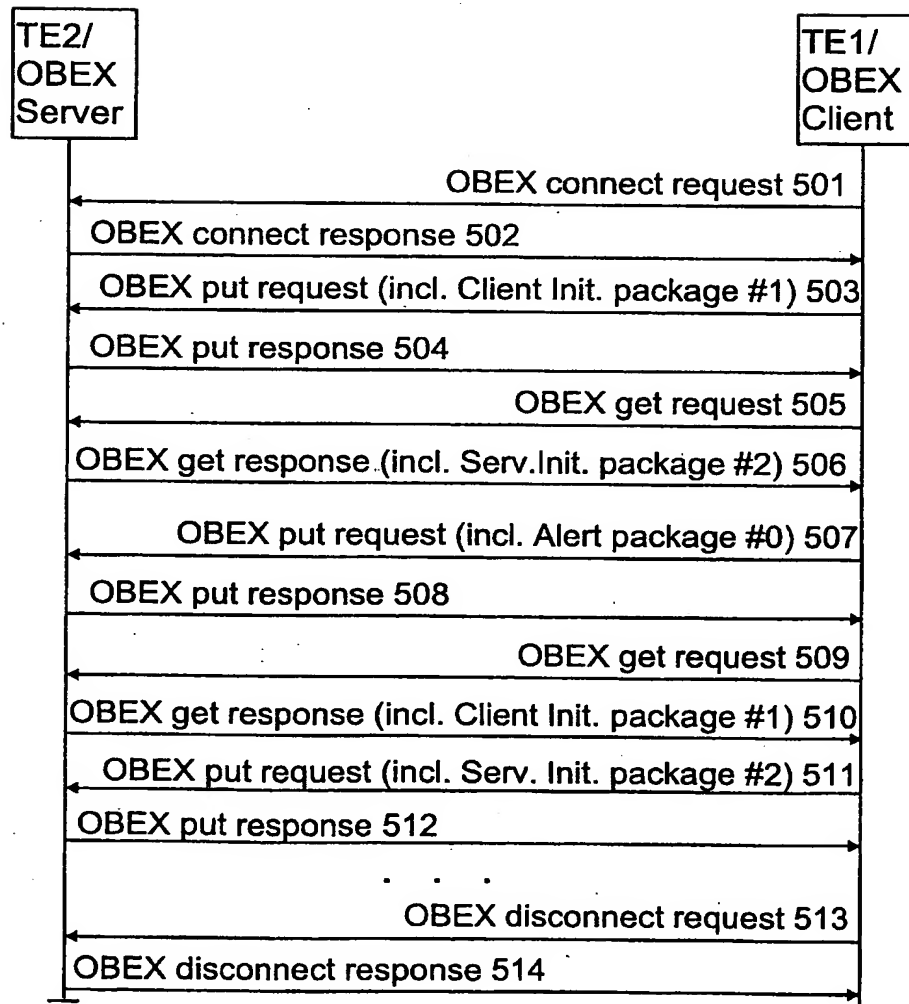 TE2/
OBEX
Server
TE1/
OBEX
Client
OBEX connect request 501
OBEX connect response 502
OBEX put request (incl. Client Init. package #1) 503
OBEX put response 504
OBEX get request 505
OBEX get response (incl. Serv.Init. package #2) 506
OBEX put request (incl. Alert package #0) 507
OBEX put response 508
OBEX get request 509
OBEX get response (incl. Client Init. package #1) 510
OBEX put request (incl. Serv. Init. package #2) 511
OBEX put response 512
. . .
OBEX disconnect request 513
OBEX disconnect response 514